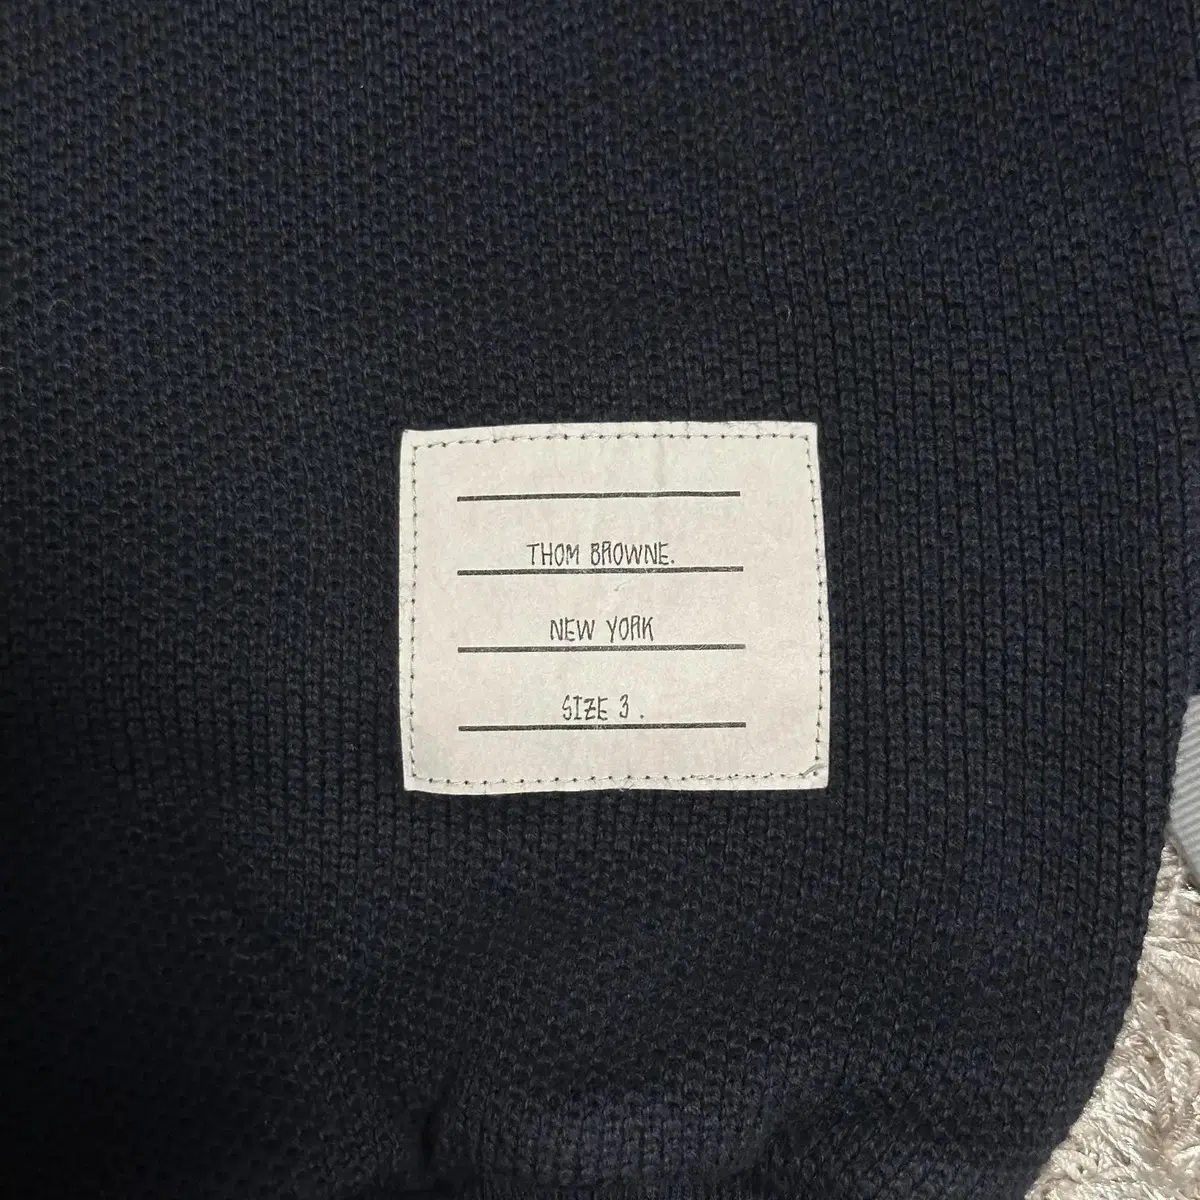 THOM BROWNE.
NEW YORK
SIZE 3.